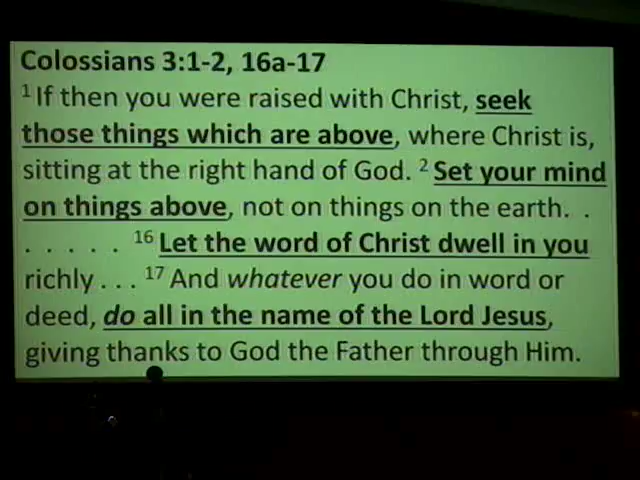 Colossians 3:1-2, 16a-17
1 If then you were raised with Christ, seek
those things which are above, where Christ is,
sitting at the right hand of God. 2 Set your mind
on things above, not on things on the earth. .
. . . . . 16 Let the word of Christ dwell in you
richly . . . 17 And whatever you do in word or
deed, do all in the name of the Lord Jesus,
giving thanks to God the Father through Him.